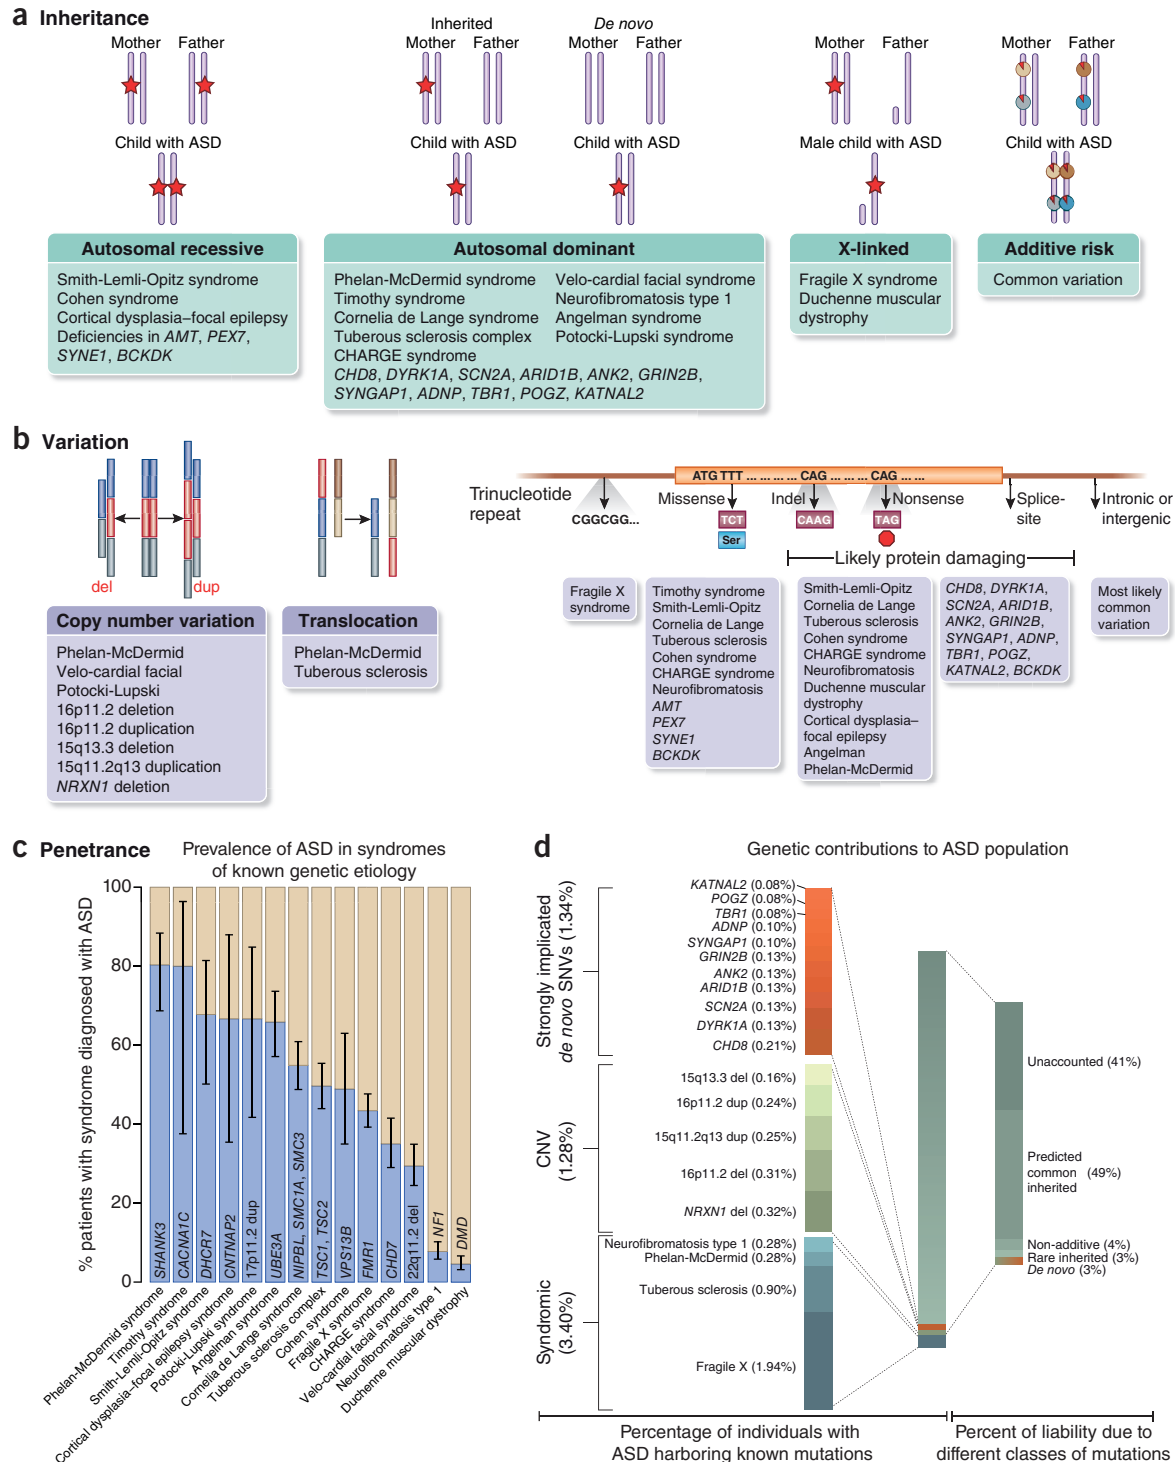 a Inheritance
Mother Father
Child with ASD
Inherited
Mother Father
De novo
Mother Father
Child with ASD
Mother Father
Male child with ASD
Mother Father
Child with ASD
Autosomal recessive
Smith-Lemli-Opitz syndrome
Cohen syndrome
Cortical dysplasia–focal epilepsy
Deficiencies in AMT, PEX7,
SYNE1, BCKDK
Autosomal dominant
Phelan-McDermid syndrome
Timothy syndrome
Cornelia de Lange syndrome
Tuberous sclerosis complex
CHARGE syndrome
Velo-cardial facial syndrome
Neurofibromatosis type 1
Angelman syndrome
Potocki-Lupski syndrome
CHD8, DYRK1A, SCN2A, ARID1B, ANK2, GRIN2B,
SYNGAP1, ADNP, TBR1, POGZ, KATNAL2
X-linked
Fragile X syndrome
Duchenne muscular
dystrophy
Additive risk
Common variation
b Variation
del dup
Copy number variation
Phelan-McDermid
Velo-cardial facial
Potocki-Lupski
16p11.2 deletion
16p11.2 duplication
15q13.3 deletion
15q11.2q13 duplication
NRXN1 deletion
Translocation
Phelan-McDermid
Tuberous sclerosis
ATG TTT ... ... ... ... CAG ... ... ... CAG ... ...
Trinucleotide
repeat
CGGCGG...
Missense
TCT
Ser
Indel
CAAG
Nonsense
TAG
Splice-
site
Intronic or
intergenic
Likely protein damaging
Fragile X
syndrome
Timothy syndrome
Smith-Lemli-Opitz
Cornelia de Lange
Tuberous sclerosis
Cohen syndrome
CHARGE syndrome
Neurofibromatosis
AMT
PEX7
SYNE1
BCKDK
Smith-Lemli-Opitz
Cornelia de Lange
Tuberous sclerosis
Cohen syndrome
CHARGE syndrome
Neurofibromatosis
Duchenne muscular
dystrophy
Cortical dysplasia–
focal epilepsy
Angelman
Phelan-McDermid
CHD8, DYRK1A,
SCN2A, ARID1B,
ANK2, GRIN2B,
SYNGAP1, ADNP,
TBR1, POGZ,
KATNAL2, BCKDK
Most likely
common
variation
c Penetrance
Prevalence of ASD in syndromes
of known genetic etiology
% patients with syndrome diagnosed with ASD
100
80
60
40
20
0
SHANK3
CACNA1C
DHCR7
CNTNAP2
17p11.2 dup
UBE3A
NIPBL, SMC1A, SMC3
TSC1, TSC2
VPS13B
FMR1
CHD7
22q11.2 del
NF1
DMD
Phelan-McDermid syndrome
Timothy syndrome
Smith-Lemli-Opitz syndrome
Cortical dysplasia–focal epilepsy syndrome
Potocki-Lupski syndrome
Angelman syndrome
Cornelia de Lange syndrome
Tuberous sclerosis complex
Cohen syndrome
Fragile X syndrome
CHARGE syndrome
Velo-cardial facial syndrome
Neurofibromatosis type 1
Duchenne muscular dystrophy
d
Genetic contributions to ASD population
Strongly implicated
de novo SNVs (1.34%)
KATNAL2 (0.08%)
POGZ (0.08%)
TBR1 (0.08%)
ADNP (0.10%)
SYNGAP1 (0.10%)
GRIN2B (0.13%)
ANK2 (0.13%)
ARID1B (0.13%)
SCN2A (0.13%)
DYRK1A (0.13%)
CHD8 (0.21%)
CNV
(1.28%)
15q13.3 del (0.16%)
16p11.2 dup (0.24%)
15q11.2q13 dup (0.25%)
16p11.2 del (0.31%)
NRXN1 del (0.32%)
Syndromic
(3.40%)
Neurofibromatosis type 1 (0.28%)
Phelan-McDermid (0.28%)
Tuberous sclerosis (0.90%)
Fragile X (1.94%)
Unaccounted (41%)
Predicted
common (49%)
inherited
Non-additive (4%)
Rare inherited (3%)
De novo (3%)
Percentage of individuals with
ASD harboring known mutations
Percent of liability due to
different classes of mutations